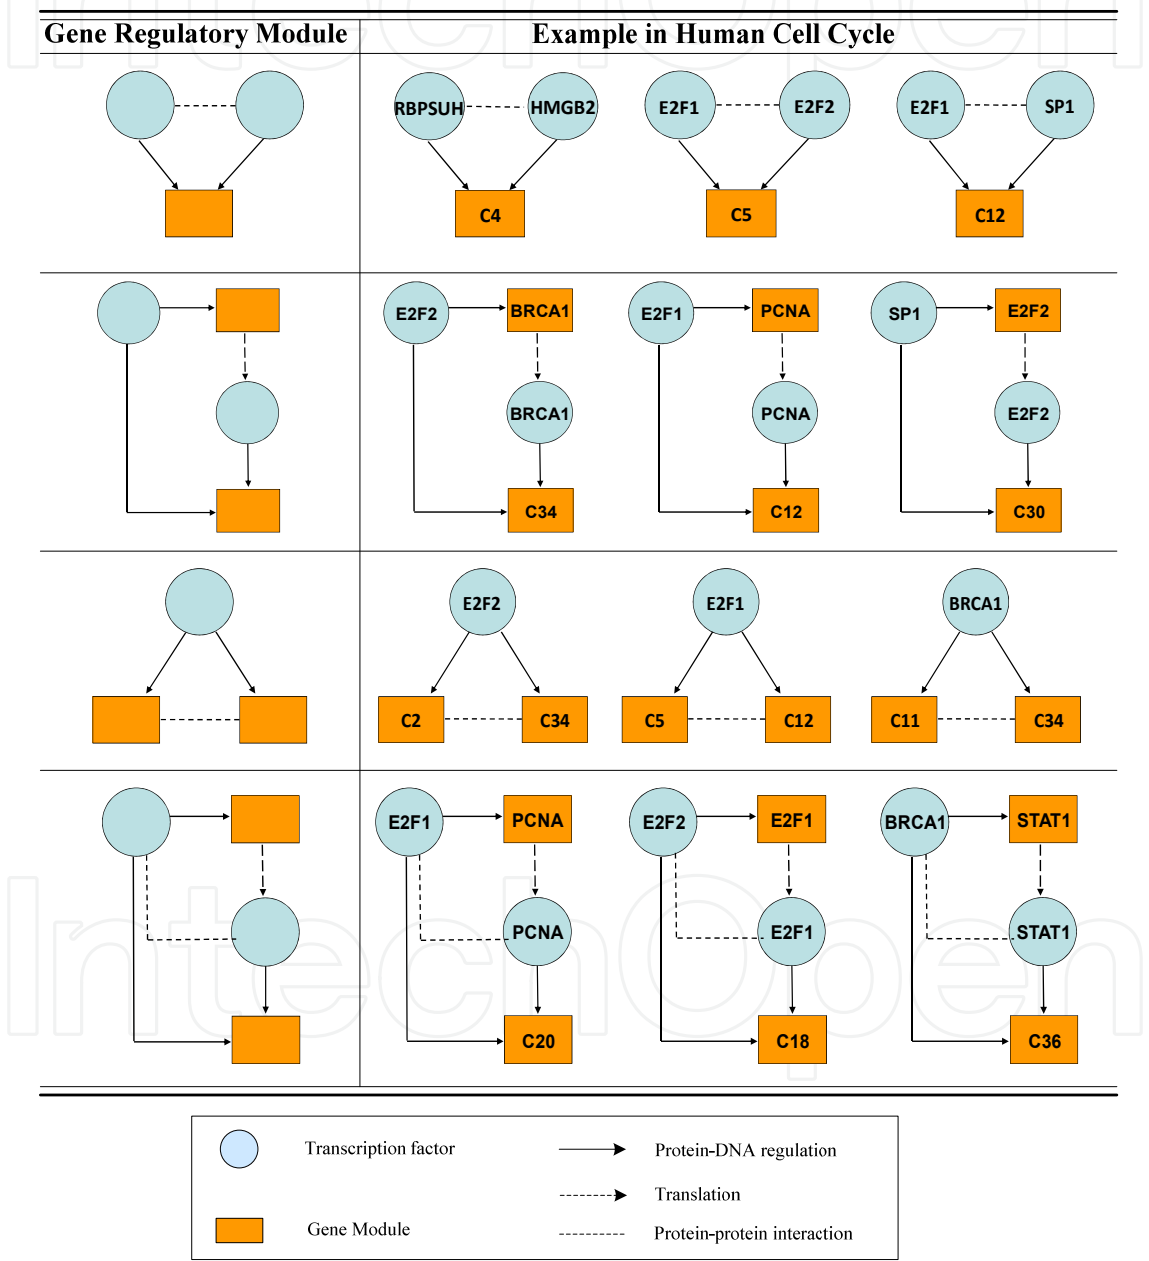 Gene Regulatory Module
Example in Human Cell Cycle
RBPSUH HMGB2 E2F1 E2F2 E2F1 SP1
C4 C5 C12
E2F2 BRCA1 E2F1 PCNA SP1 E2F2
BRCA1 PCNA E2F2
C34 C12 C30
E2F2 E2F1 BRCA1
C2 C34 C5 C12 C11 C34
E2F1 PCNA E2F2 E2F1 BRCA1 STAT1
PCNA E2F1 STAT1
C20 C18 C36
Transcription factor
Protein-DNA regulation
Translation
Gene Module
Protein-protein interaction
IntechOpen
IntechOpen